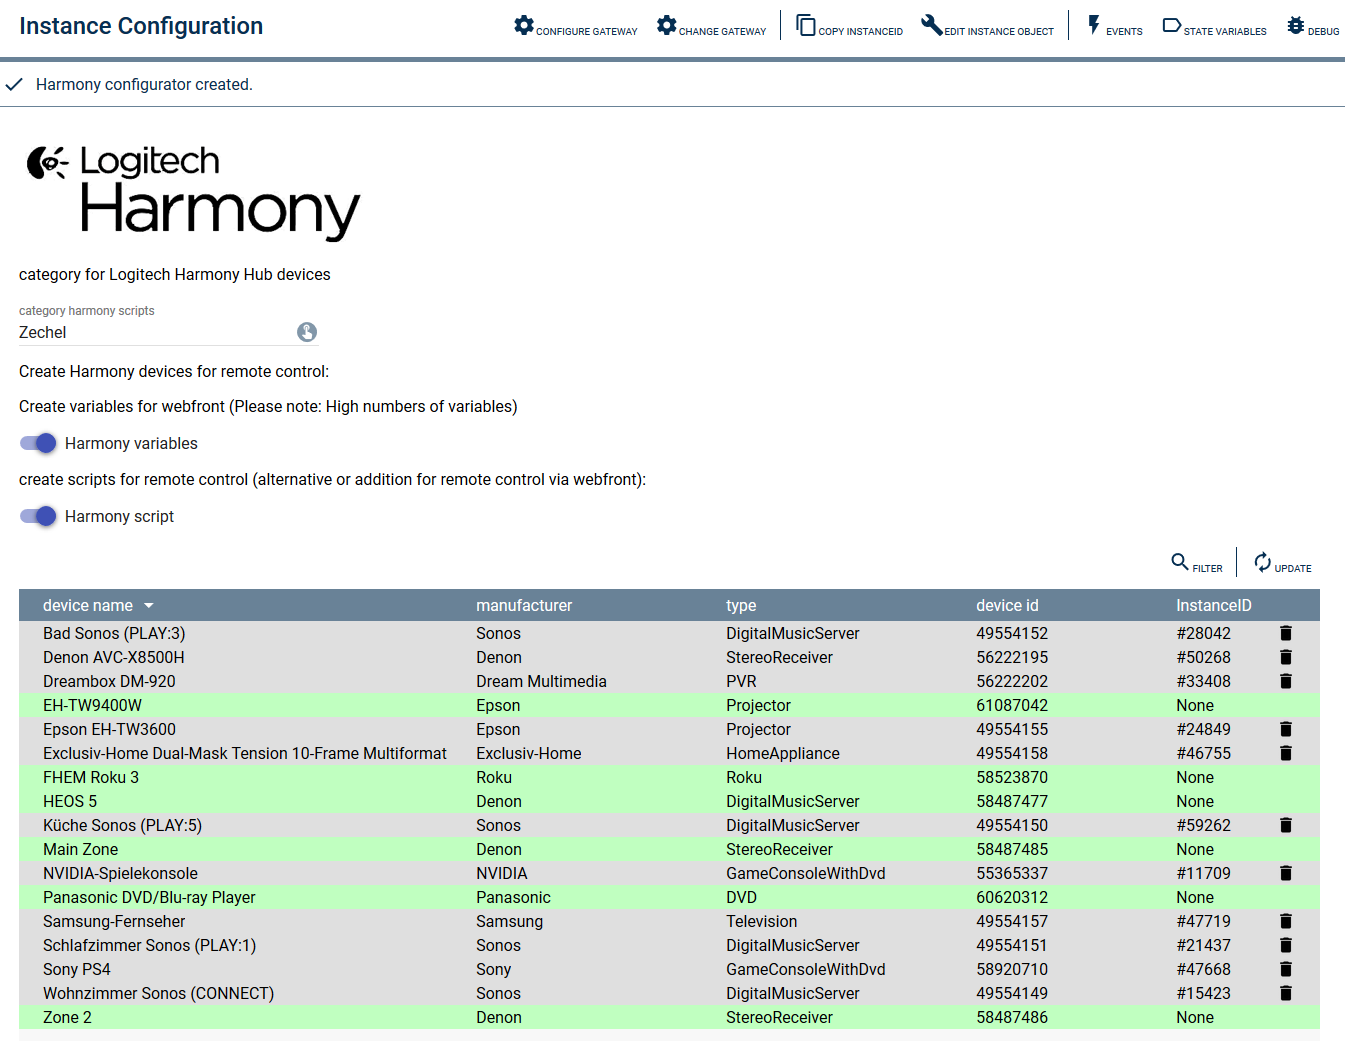 Instance Configuration
CONFIGURE GATEWAY CHANGE GATEWAY COPY INSTANCEID EDIT INSTANCE OBJECT EVENTS STATE VARIABLES DEBUG
Harmony configurator created.
Logitech
Harmony
category for Logitech Harmony Hub devices
category harmony scripts
Zechel
Create Harmony devices for remote control:
Create variables for webfront (Please note: High numbers of variables)
Harmony variables
create scripts for remote control (alternative or addition for remote control via webfront):
Harmony script
FILTER UPDATE
device name manufacturer type device id InstanceID
Bad Sonos (PLAY:3) Sonos DigitalMusicServer 49554152 #28042
Denon AVC-X8500H Denon StereoReceiver 56222195 #50268
Dreambox DM-920 Dream Multimedia PVR 56222202 #33408
EH-TW9400W Epson Projector 61087042 None
Epson EH-TW3600 Epson Projector 49554155 #24849
Exclusiv-Home Dual-Mask Tension 10-Frame Multiformat Exclusiv-Home HomeAppliance 49554158 #46755
FHEM Roku 3 Roku Roku 58523870 None
HEOS 5 Denon DigitalMusicServer 58487477 None
Küche Sonos (PLAY:5) Sonos DigitalMusicServer 49554150 #59262
Main Zone Denon StereoReceiver 58487485 None
NVIDIA-Spielekonsole NVIDIA GameConsoleWithDvd 55365337 #11709
Panasonic DVD/Blu-ray Player Panasonic DVD 60620312 None
Samsung-Fernseher Samsung Television 49554157 #47719
Schlafzimmer Sonos (PLAY:1) Sonos DigitalMusicServer 49554151 #21437
Sony PS4 Sony GameConsoleWithDvd 58920710 #47668
Wohnzimmer Sonos (CONNECT) Sonos DigitalMusicServer 49554149 #15423
Zone 2 Denon StereoReceiver 58487486 None